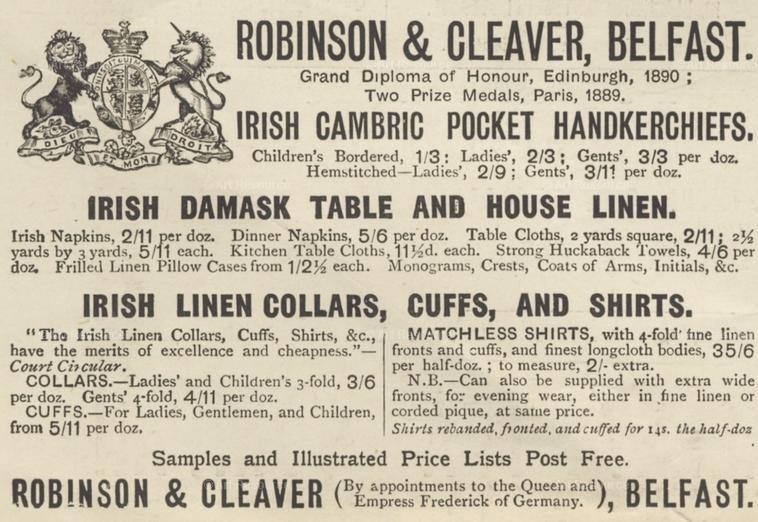 ROBINSON & CLEAVER, BELFAST.
Grand Diploma of Honour, Edinburgh, 1890 ;
Two Prize Medals, Paris, 1889.
DIEU ET MON DROIT
IRISH CAMBRIC POCKET HANDKERCHIEFS.
Children's Bordered, 1/3 : Ladies', 2/3 ; Gents', 3/3 per doz.
Hemstitched—Ladies', 2/9 ; Gents', 3/11 per doz.
IRISH DAMASK TABLE AND HOUSE LINEN.
Irish Napkins, 2/11 per doz. Dinner Napkins, 5/6 per doz. Table Cloths, 2 yards square, 2/11 ; 2½
yards by 3 yards, 5/11 each. Kitchen Table Cloths, 11½d. each. Strong Huckaback Towels, 4/6 per
doz. Frilled Linen Pillow Cases from 1/2½ each. Monograms, Crests, Coats of Arms, Initials, &c.
IRISH LINEN COLLARS, CUFFS, AND SHIRTS.
"The Irish Linen Collars, Cuffs, Shirts, &c.,
have the merits of excellence and cheapness."—
Court Circular.
COLLARS.—Ladies' and Children's 3-fold, 3/6
per doz. Gents' 4-fold, 4/11 per doz.
CUFFS.—For Ladies, Gentlemen, and Children,
from 5/11 per doz.
MATCHLESS SHIRTS, with 4-fold fine linen
fronts and cuffs, and finest longcloth bodies, 35/6
per half-doz. ; to measure, 2/- extra.
N.B.—Can also be supplied with extra wide
fronts, for evening wear, either in fine linen or
corded pique, at same price.
Shirts rebanded, fronted, and cuffed for 14s. the half-doz
Samples and Illustrated Price Lists Post Free.
ROBINSON & CLEAVER (By appointments to the Queen and
Empress Frederick of Germany.), BELFAST.